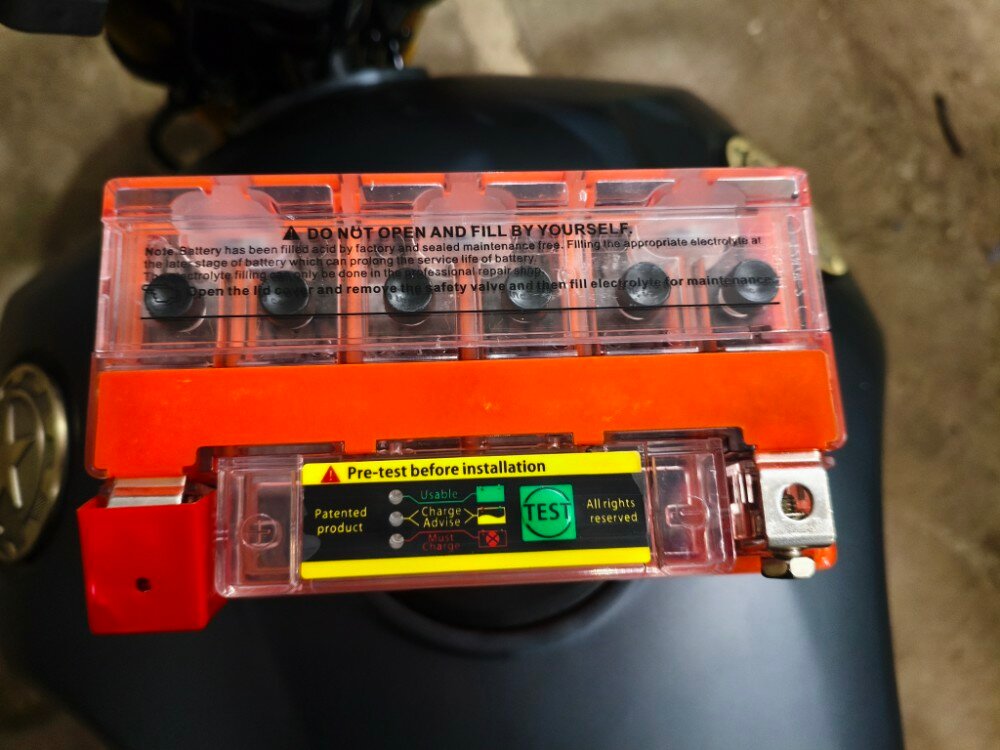 DO NOT OPEN AND FILL BY YOURSELF.
Note: Battery has been filled acid by factory and sealed maintenance free. Filling the appropriate electrolyte at
the later stage of battery which can prolong the service life of battery.
The electrolyte filling can only be done in the professional repair shop.
Open the lid cover and remove the safety valve and then fill electrolyte for maintenance.
Pre-test before installation
Patented
product
Usable
Charge
Advise
Must
Charge
TEST
All rights
reserved